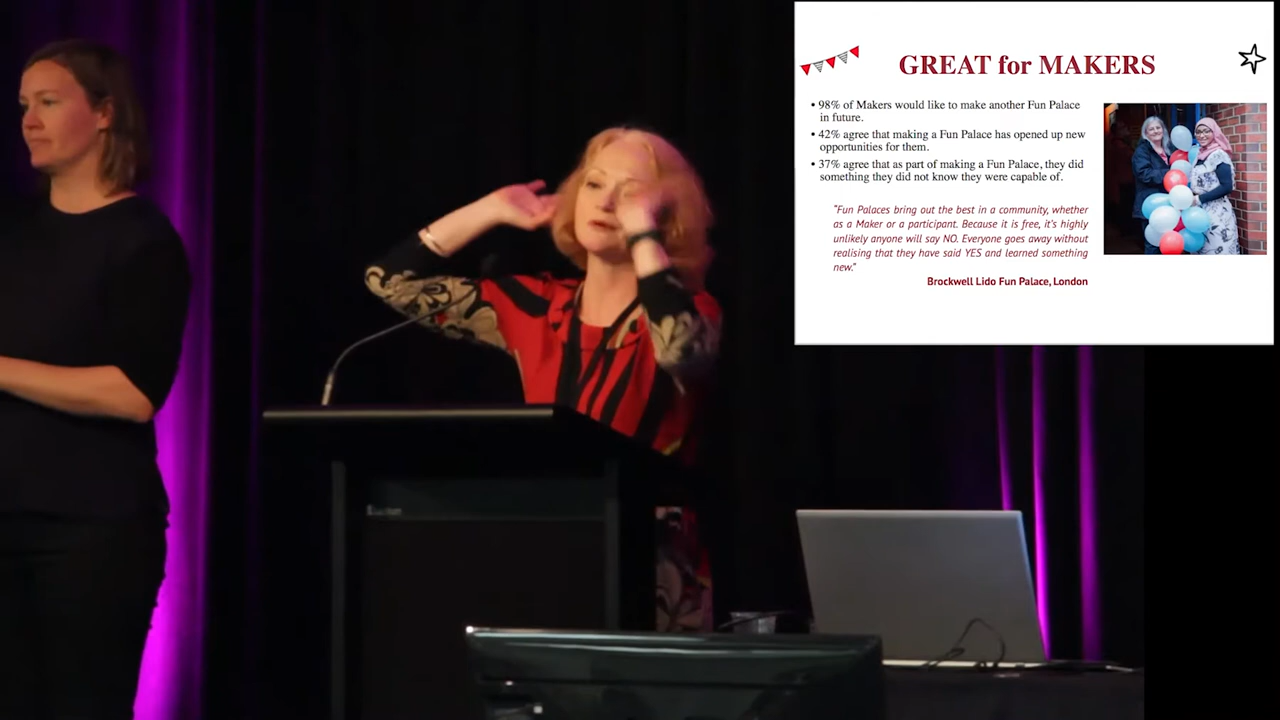 GREAT for MAKERS
• 98% of Makers would like to make another Fun Palace
in future.
• 42% agree that making a Fun Palace has opened up new
opportunities for them.
• 37% agree that as part of making a Fun Palace, they did
something they did not know they were capable of.
"Fun Palaces bring out the best in a community, whether
as a Maker or a participant. Because it is free, it's highly
unlikely anyone will say NO. Everyone goes away without
realising that they have said YES and learned something
new."
Brockwell Lido Fun Palace, London